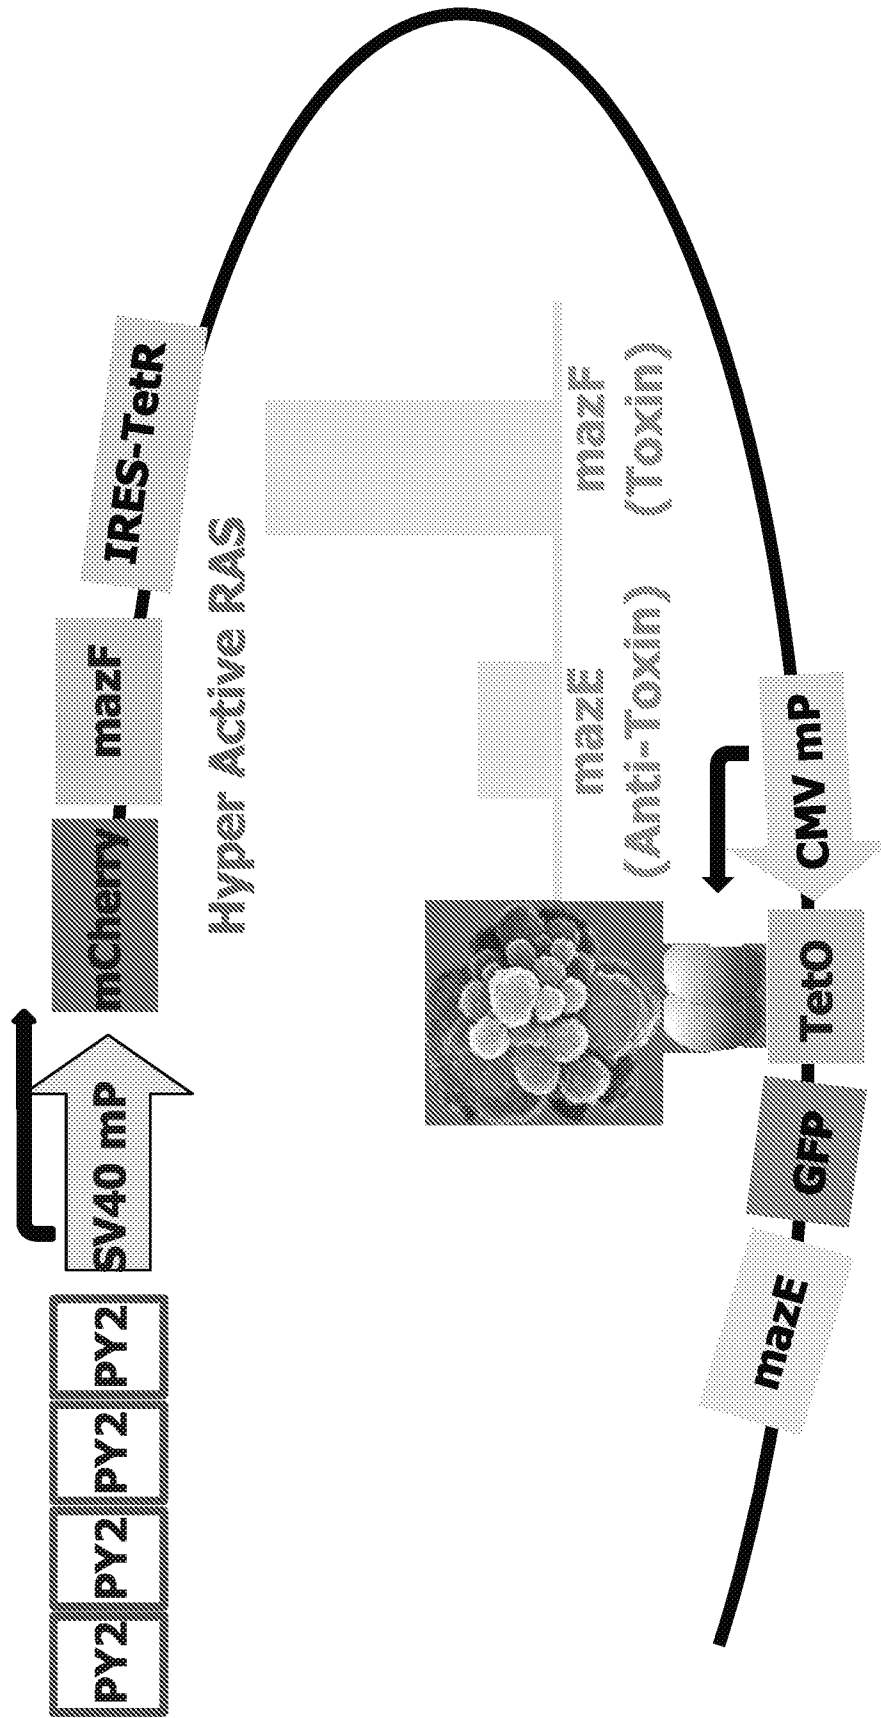 PY2 PY2 PY2 PY2
SV40 mP
mCherry
mazF
IRES-TetR
Hyper Active RAS
mazE
(Anti-Toxin)
mazF
(Toxin)
mazE
GFP
TetO
CMV mP